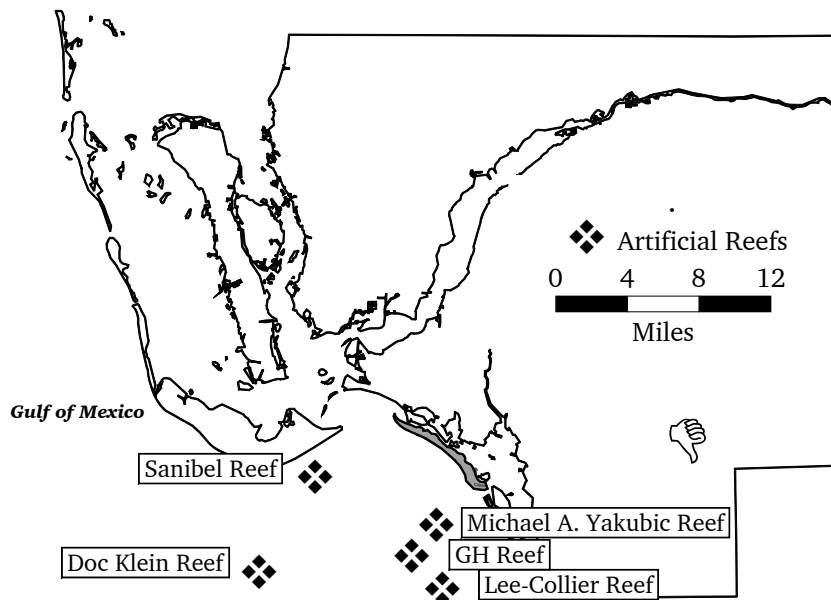 Artificial Reefs
0 4 8 12
Miles
Gulf of Mexico
Sanibel Reef
Michael A. Yakubic Reef
GH Reef
Doc Klein Reef
Lee-Collier Reef